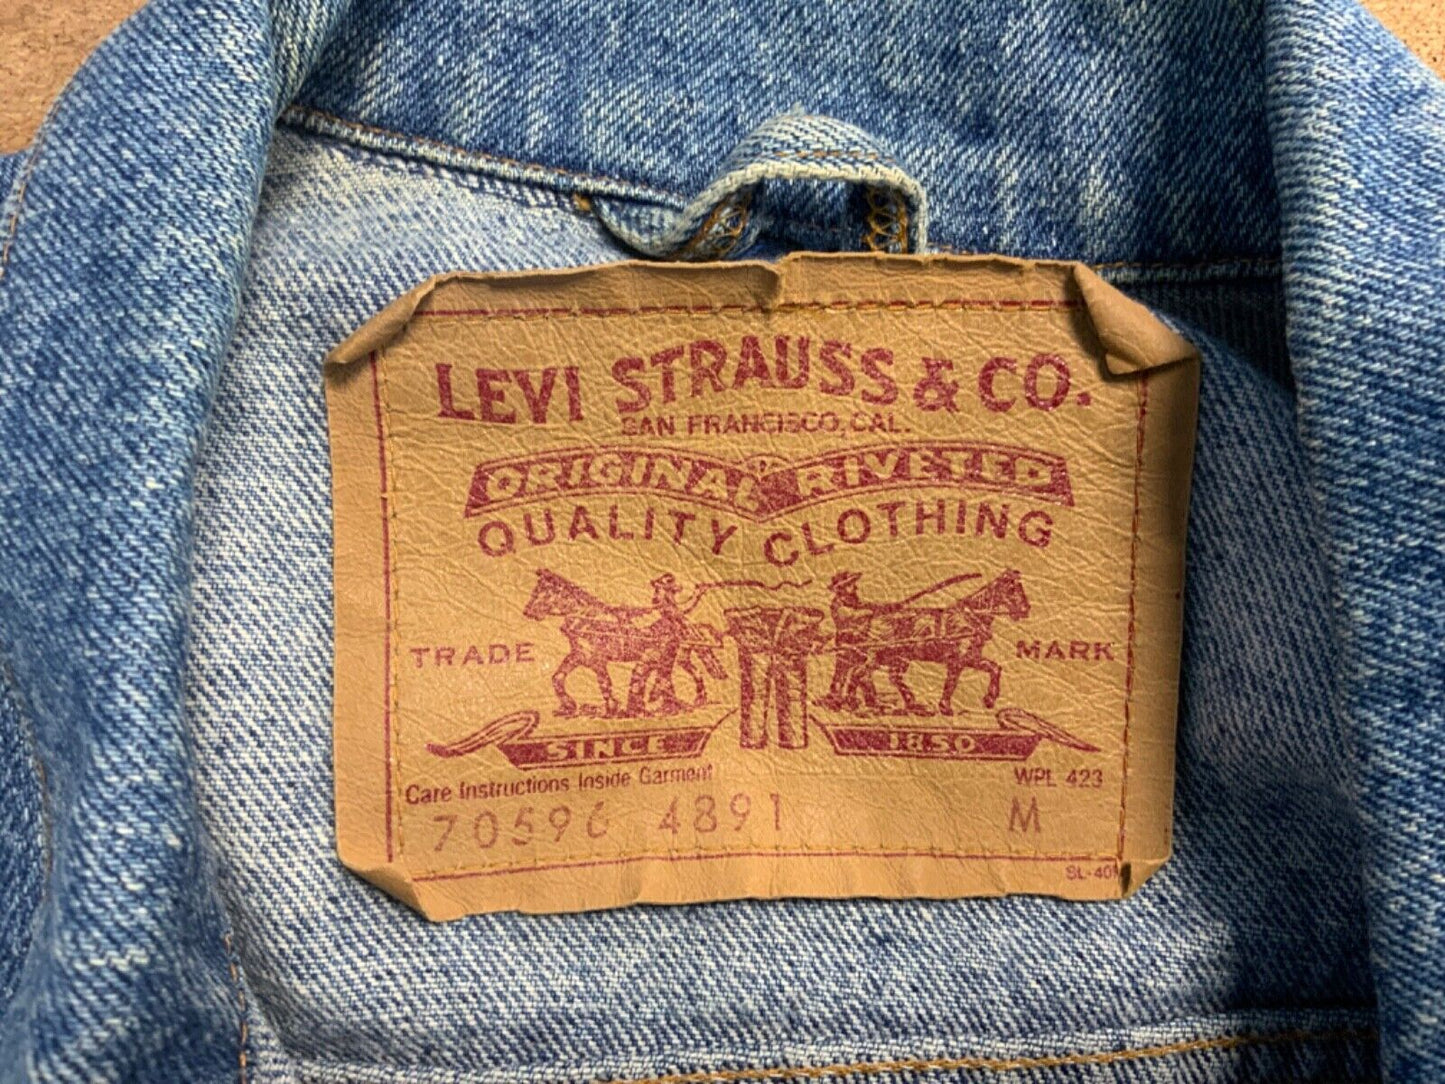 LEVI STRAUSS & CO.
SAN FRANCISCO, CAL.
ORIGINAL RIVETED
QUALITY CLOTHING
TRADE MARK
SINCE 1850
Care Instructions Inside Garment WPL 423
70596 4891 M